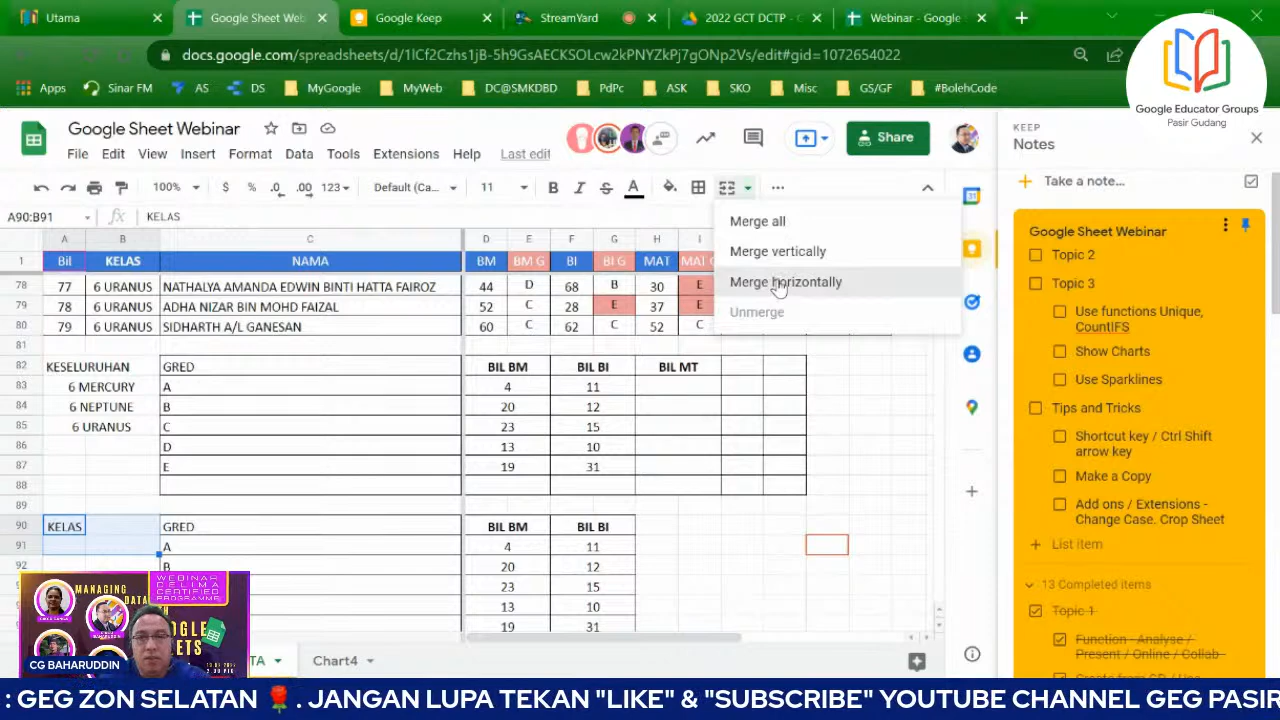 Utama
Google Sheet Web
Google Keep
StreamYard
2022 GCT DCTP - G
Webinar - Google
docs.google.com/spreadsheets/d/1lCf2Czhs1jB-5h9GsAECKSOLcw2kPNYZkPj7gONp2Vs/edit#gid=1072654022
Apps
Sinar FM
AS
DS
MyGoogle
MyWeb
DC@SMKDBD
PdPc
ASK
SKO
Misc
GS/GF
#BolehCode
Google Educator Groups
Pasir Gudang
Google Sheet Webinar
Share
File Edit View Insert Format Data Tools Extensions Help Last edit
100% $ % .0 .00 123 Default (Ca... 11 B I S A
A90:B91 fx KELAS
Merge all
Merge vertically
Merge horizontally
Unmerge
A B C D E F G H I
1 Bil KELAS NAMA BM BM G BI BI G MAT MAT G
78 77 6 URANUS NATHALYA AMANDA EDWIN BINTI HATTA FAIROZ 44 D 68 B 30 E
79 78 6 URANUS ADHA NIZAR BIN MOHD FAIZAL 52 C 28 E 37 E
80 79 6 URANUS SIDHARTH A/L GANESAN 60 C 62 C 52 C
81
82 KESELURUHAN GRED BIL BM BIL BI BIL MT
83 6 MERCURY A 4 11
84 6 NEPTUNE B 20 12
85 6 URANUS C 23 15
86 D 13 10
87 E 19 31
88
89
90 KELAS GRED BIL BM BIL BI
91 A 4 11
92 B 20 12
23 15
13 10
19 31
TA
Chart4
KEEP
Notes
Take a note...
Google Sheet Webinar
Topic 2
Topic 3
Use functions Unique,
CountIFS
Show Charts
Use Sparklines
Tips and Tricks
Shortcut key / Ctrl Shift
arrow key
Make a Copy
Add ons / Extensions -
Change Case. Crop Sheet
List item
13 Completed items
Topic 1
Function - Analyse /
Present / Online / Collab
MANAGING
DATA
WEBINAR
CELIMA
CERTIFIED
PROGRAMME
CG BAHARUDDIN
: GEG ZON SELATAN 🌹. JANGAN LUPA TEKAN "LIKE" & "SUBSCRIBE" YOUTUBE CHANNEL GEG PASIR